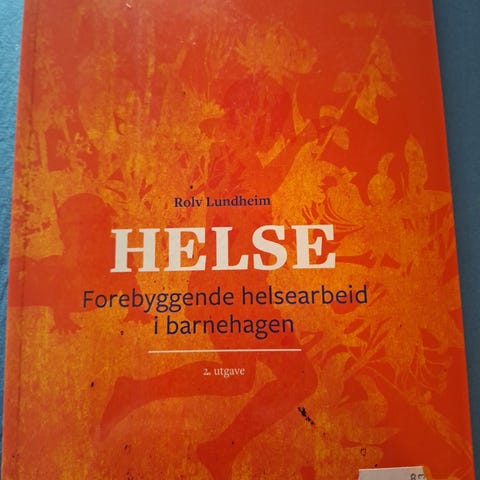 Rolv Lundheim
HELSE
Forebyggende helsearbeid
i barnehagen
2. utgave